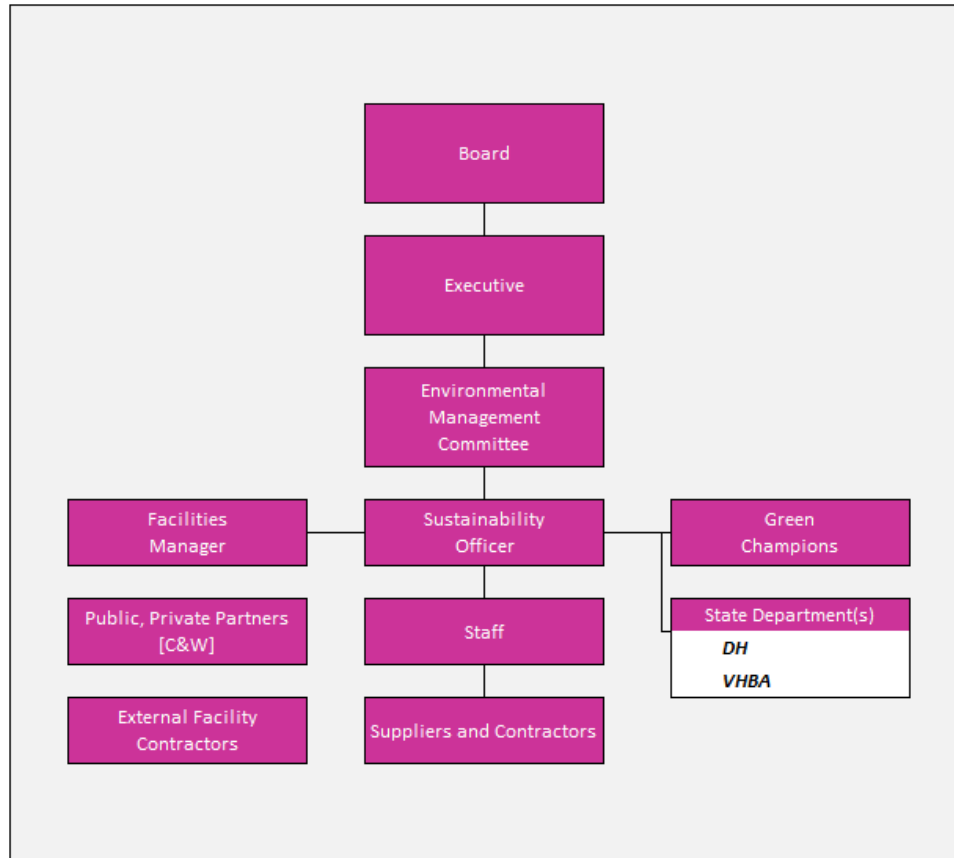 Board
Executive
Environmental
Management
Committee
Facilities
Manager
Sustainability
Officer
Green
Champions
Public, Private Partners
[C&W]
Staff
State Department(s)
DH
VHBA
External Facility
Contractors
Suppliers and Contractors